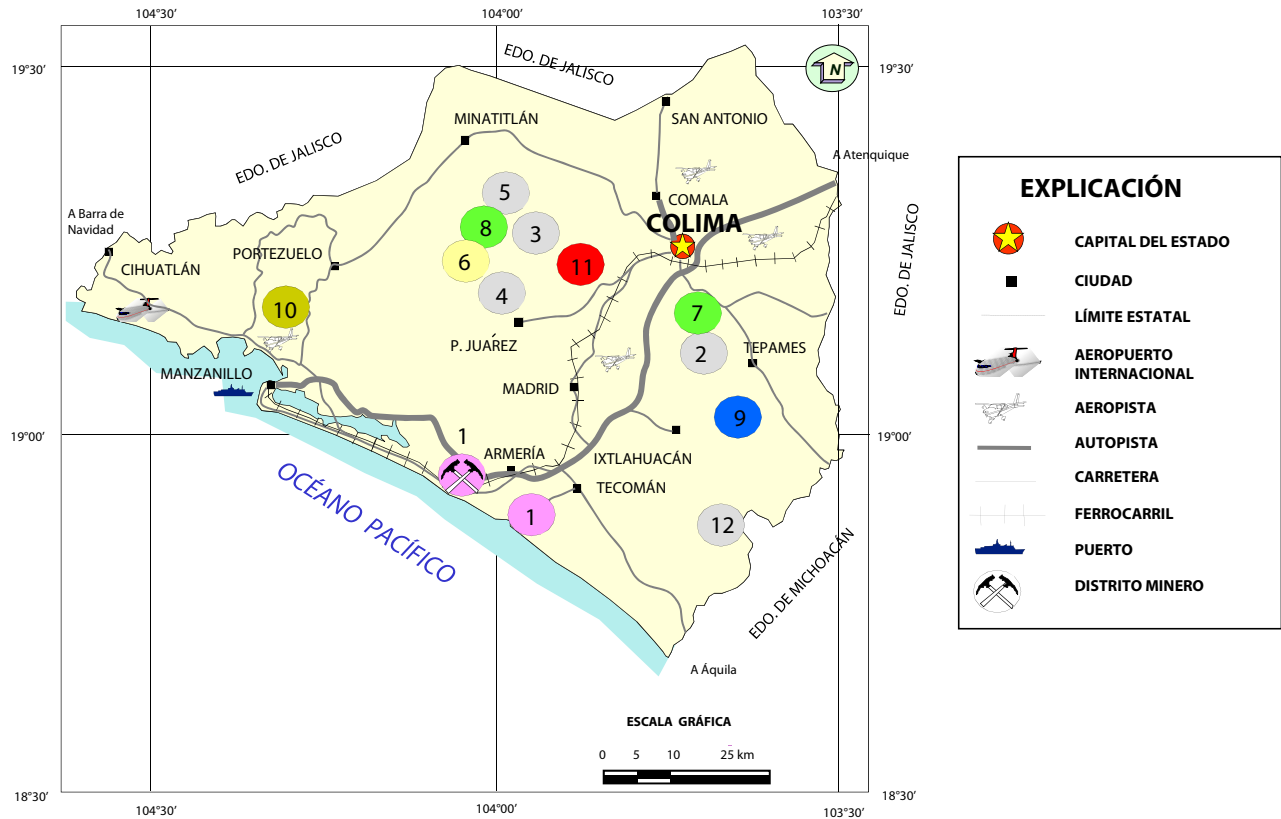 104°30'
104°00'
103°30'
19°30'
EDO. DE JALISCO
19°30'
N
MINATITLÁN
SAN ANTONIO
EDO. DE JALISCO
A Atenquique
5
COMALA
COLIMA
A Barra de
Navidad
8
3
PORTEZUELO
6
11
CIHUATLÁN
EDO. DE JALISCO
4
10
7
P. JUÁREZ
2
TEPAMES
MANZANILLO
MADRID
9
19°00'
1
19°00'
ARMERÍA
IXTLAHUACÁN
TECOMÁN
OCÉANO PACÍFICO
1
12
EDO. DE MICHOACÁN
A Áquila
ESCALA GRÁFICA
0 5 10 25 km
18°30'
18°30'
104°30'
104°00'
103°30'
EXPLICACIÓN
CAPITAL DEL ESTADO
CIUDAD
LÍMITE ESTATAL
AEROPUERTO
INTERNACIONAL
AEROPISTA
AUTOPISTA
CARRETERA
FERROCARRIL
PUERTO
DISTRITO MINERO